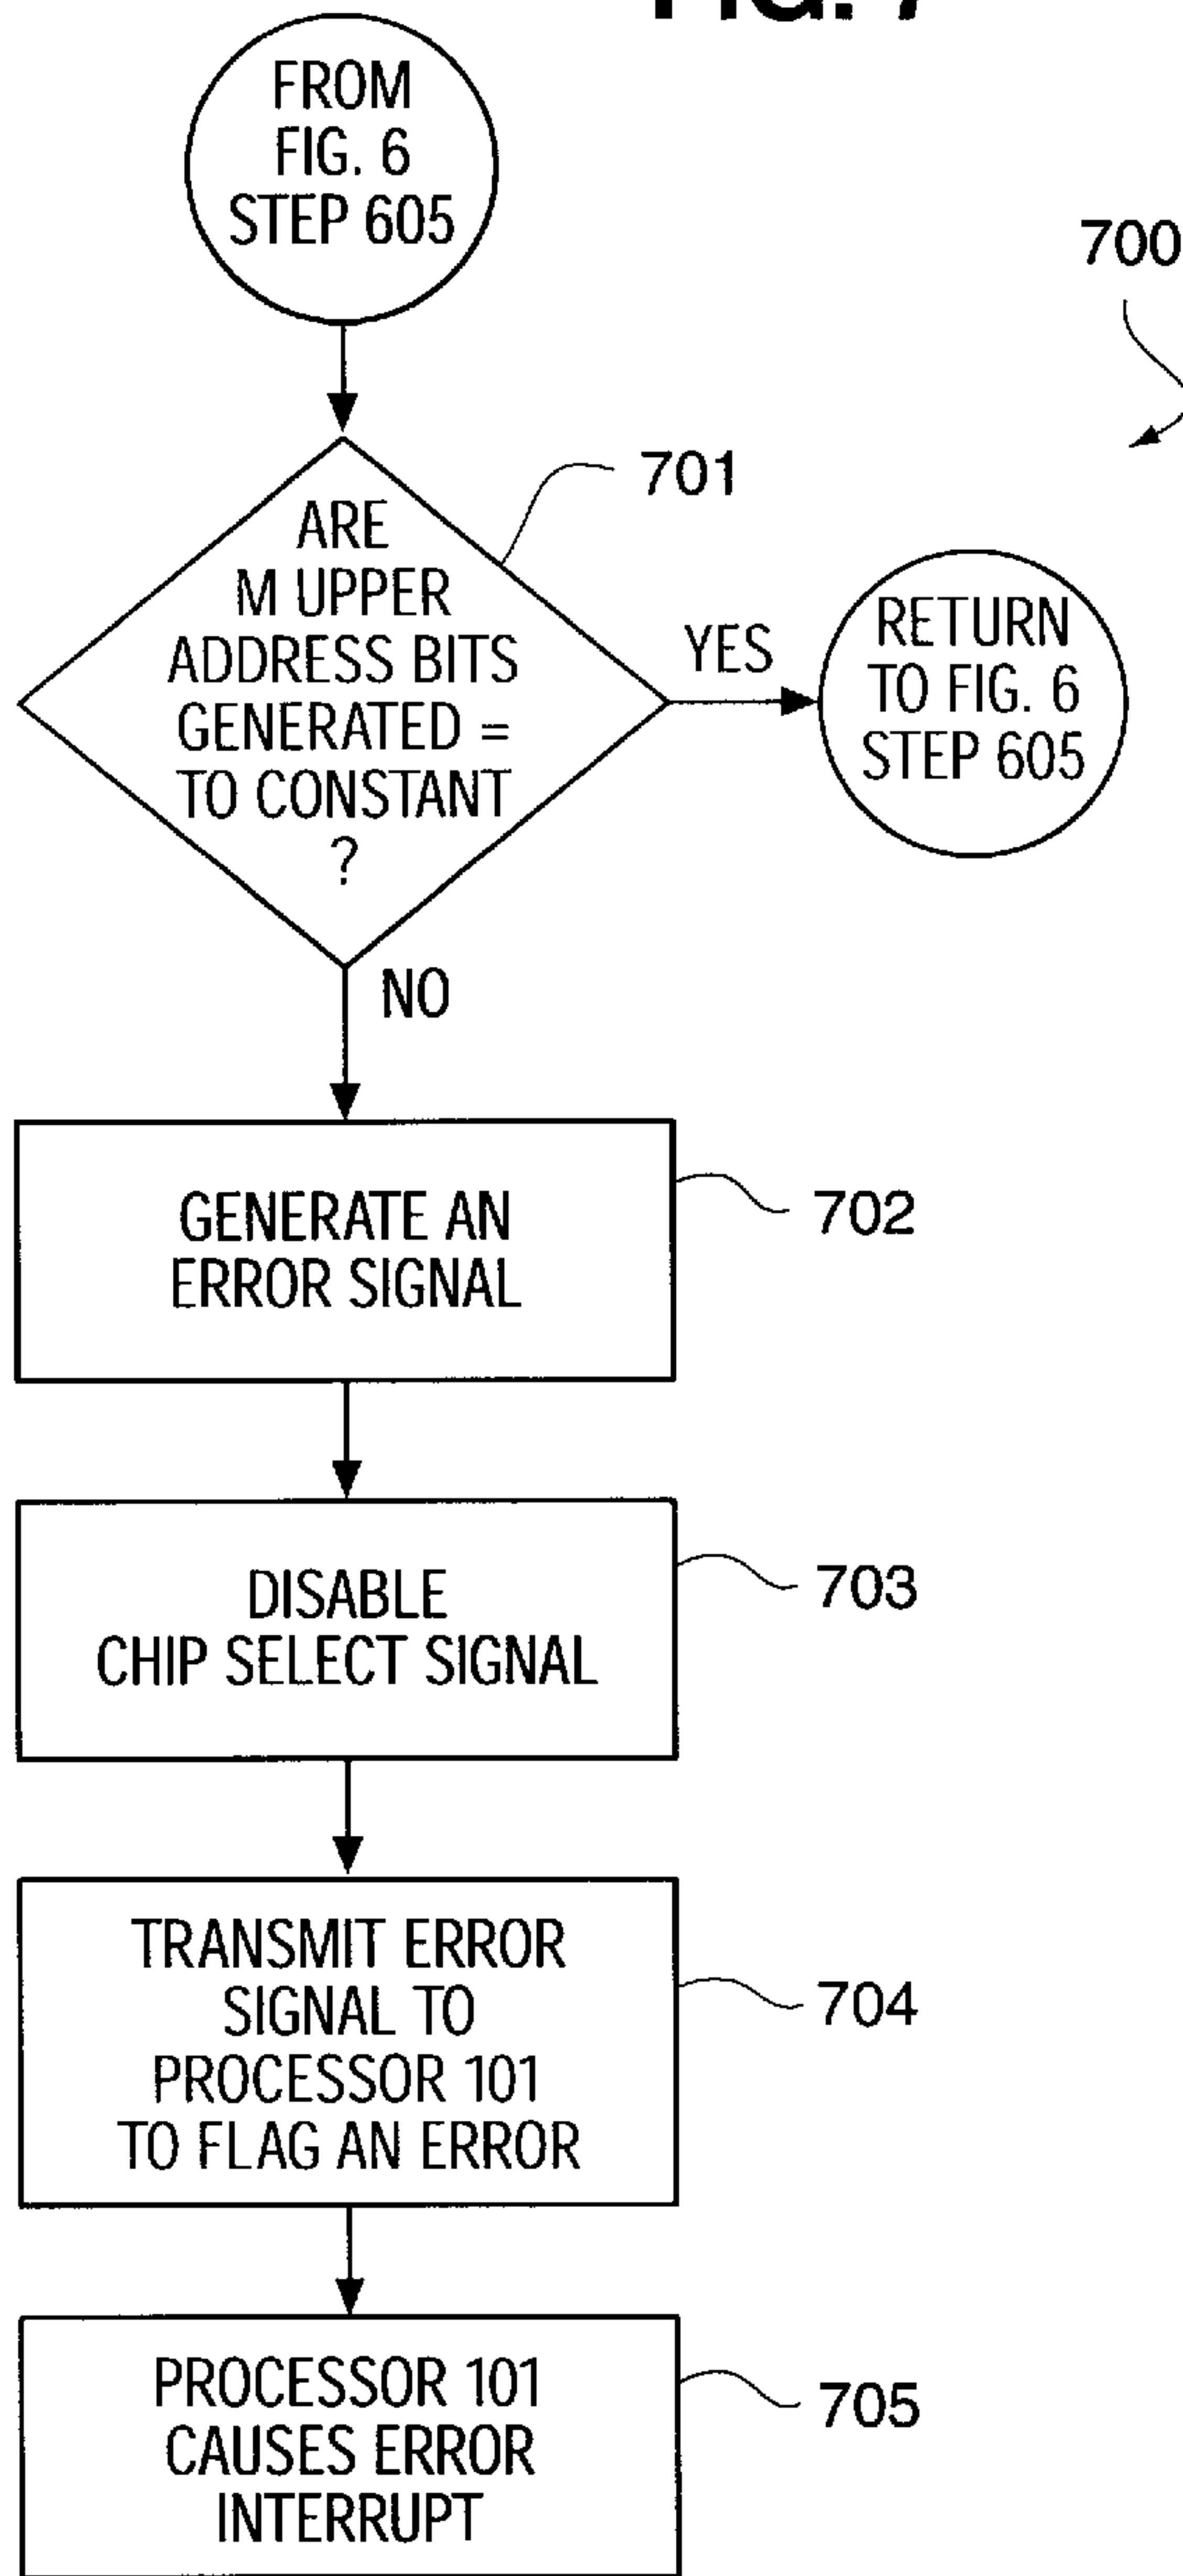 FIG. 7
FROM
FIG. 6
STEP 605
700
701
ARE
M UPPER
ADDRESS BITS
GENERATED =
TO CONSTANT
?
YES
RETURN
TO FIG. 6
STEP 605
NO
GENERATE AN
ERROR SIGNAL
702
DISABLE
CHIP SELECT SIGNAL
703
TRANSMIT ERROR
SIGNAL TO
PROCESSOR 101
TO FLAG AN ERROR
704
PROCESSOR 101
CAUSES ERROR
INTERRUPT
705